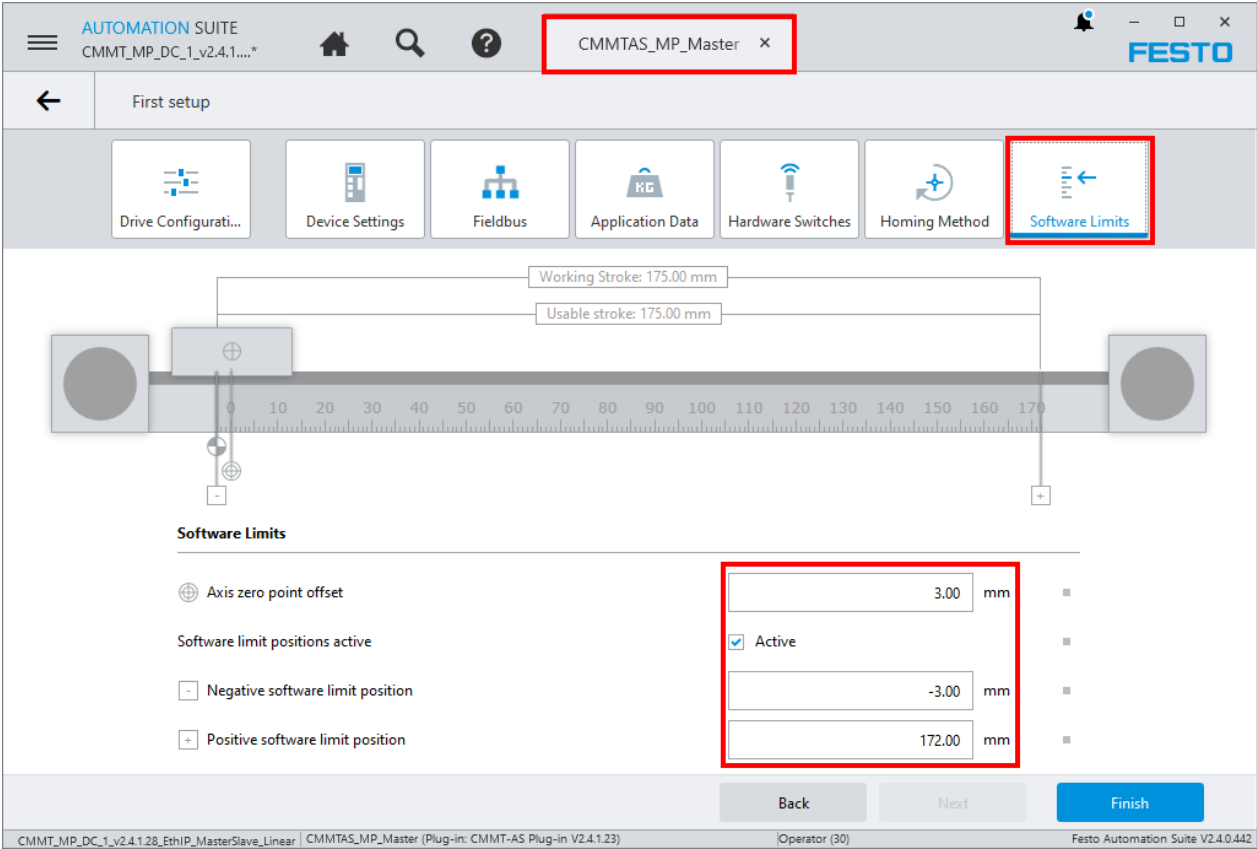 AUTOMATION SUITE
CMMT_MP_DC_1_v2.4.1....*
CMMTAS_MP_Master
FESTO
First setup
Drive Configurati...
Device Settings
Fieldbus
KG
Application Data
Hardware Switches
Homing Method
Software Limits
Working Stroke: 175.00 mm
Usable stroke: 175.00 mm
0 10 20 30 40 50 60 70 80 90 100 110 120 130 140 150 160 170
- +
Software Limits
Axis zero point offset 3.00 mm
Software limit positions active Active
- Negative software limit position -3.00 mm
+ Positive software limit position 172.00 mm
Back Next Finish
CMMT_MP_DC_1_v2.4.1.28_EthIP_MasterSlave_Linear CMMTAS_MP_Master (Plug-in: CMMT-AS Plug-in V2.4.1.23) Operator (30) Festo Automation Suite V2.4.0.442